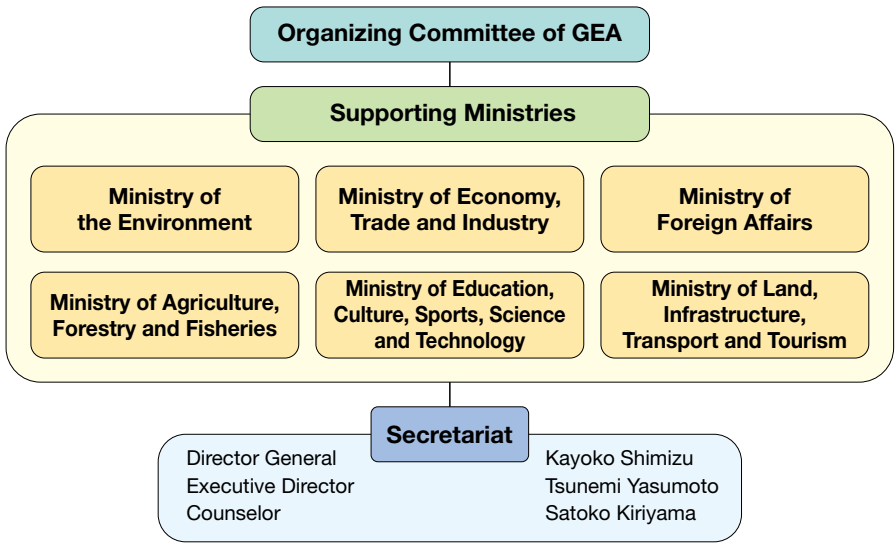 Organizing Committee of GEA
Supporting Ministries
Ministry of
the Environment
Ministry of Economy,
Trade and Industry
Ministry of
Foreign Affairs
Ministry of Agriculture,
Forestry and Fisheries
Ministry of Education,
Culture, Sports, Science
and Technology
Ministry of Land,
Infrastructure,
Transport and Tourism
Secretariat
Director General Kayoko Shimizu
Executive Director Tsunemi Yasumoto
Counselor Satoko Kiriyama